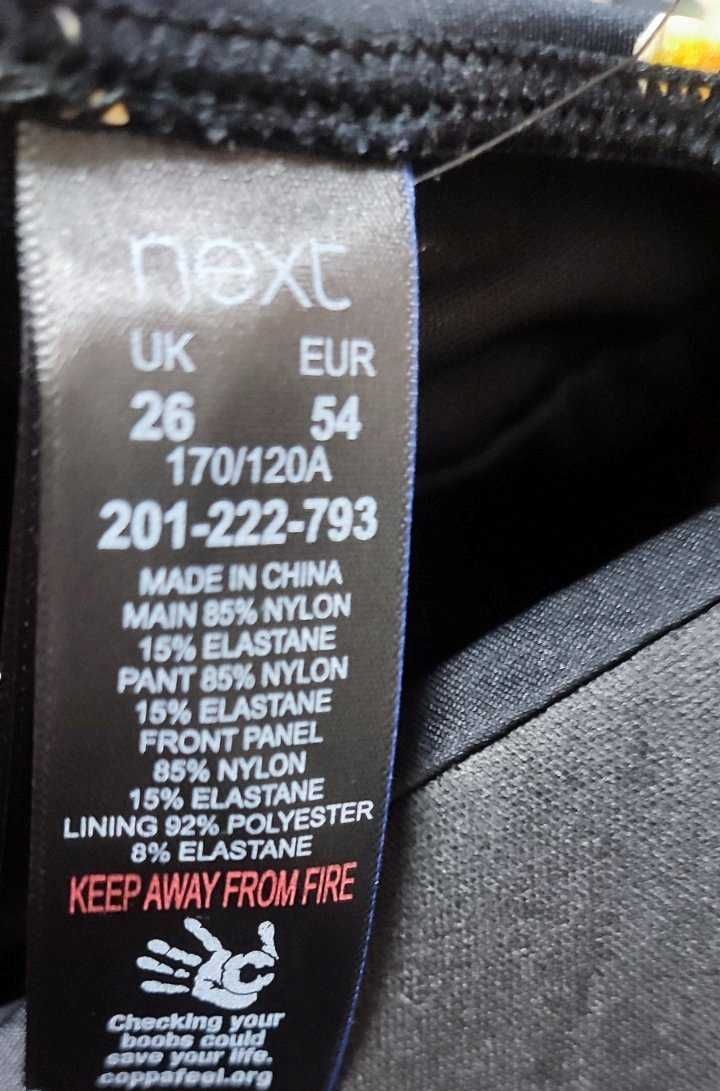 next
UK EUR
26 54
170/120A
201-222-793
MADE IN CHINA
MAIN 85% NYLON
15% ELASTANE
PANT 85% NYLON
15% ELASTANE
FRONT PANEL
85% NYLON
15% ELASTANE
LINING 92% POLYESTER
8% ELASTANE
KEEP AWAY FROM FIRE
Checking your
boobs could
save your life.
coppafeel.org